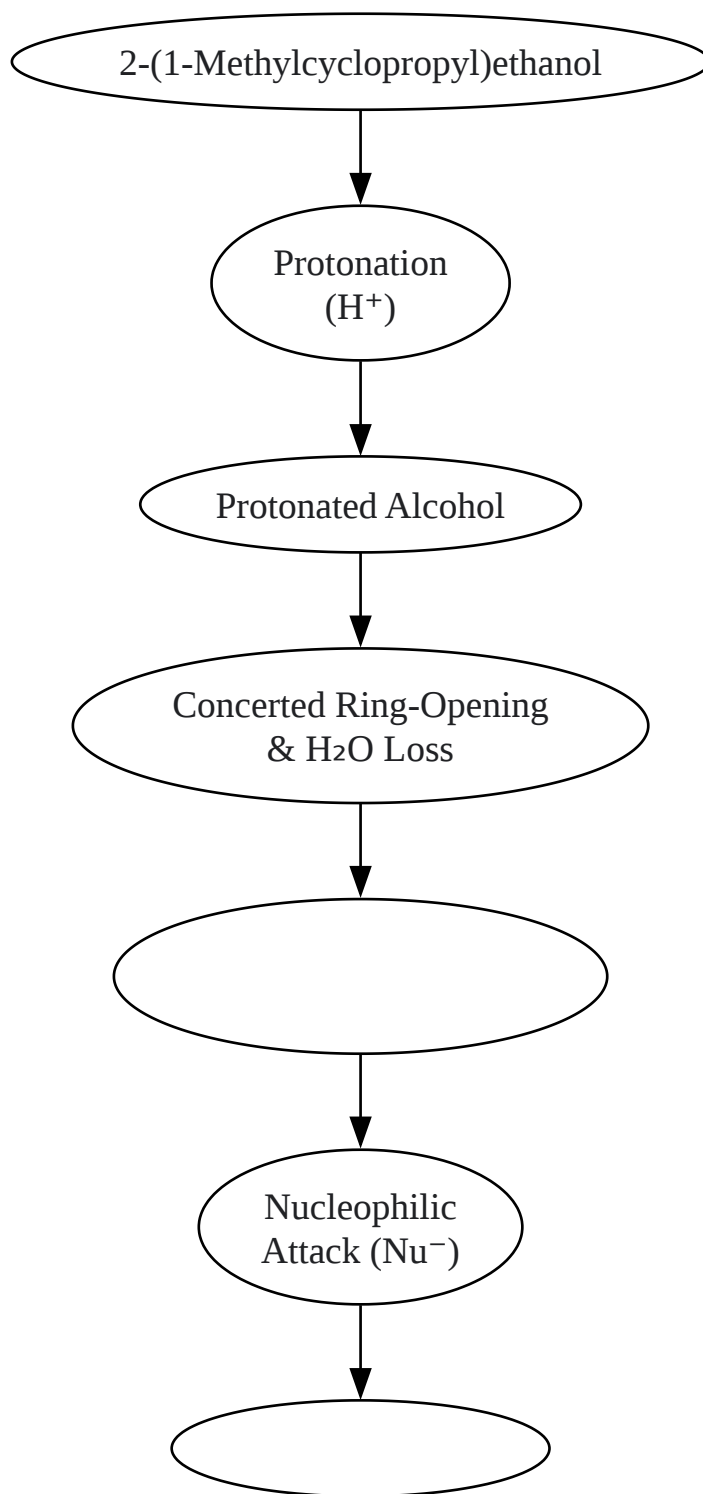 2-(1-Methylcyclopropyl)ethanol
Protonation
(H⁺)
Protonated Alcohol
Concerted Ring-Opening
& H₂O Loss
Nucleophilic
Attack (Nu⁻)